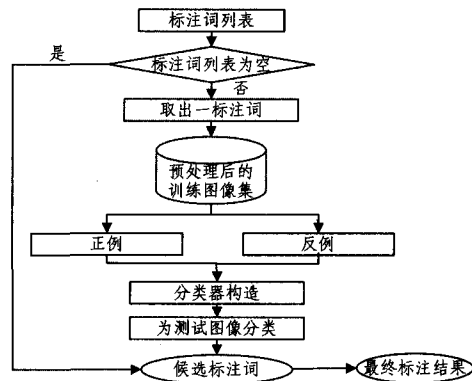 标注词列表
是
标注词列表为空
否
取出一标注词
预处理后的
训练图像集
正例
反例
分类器构造
为测试图像分类
候选标注词
最终标注结果